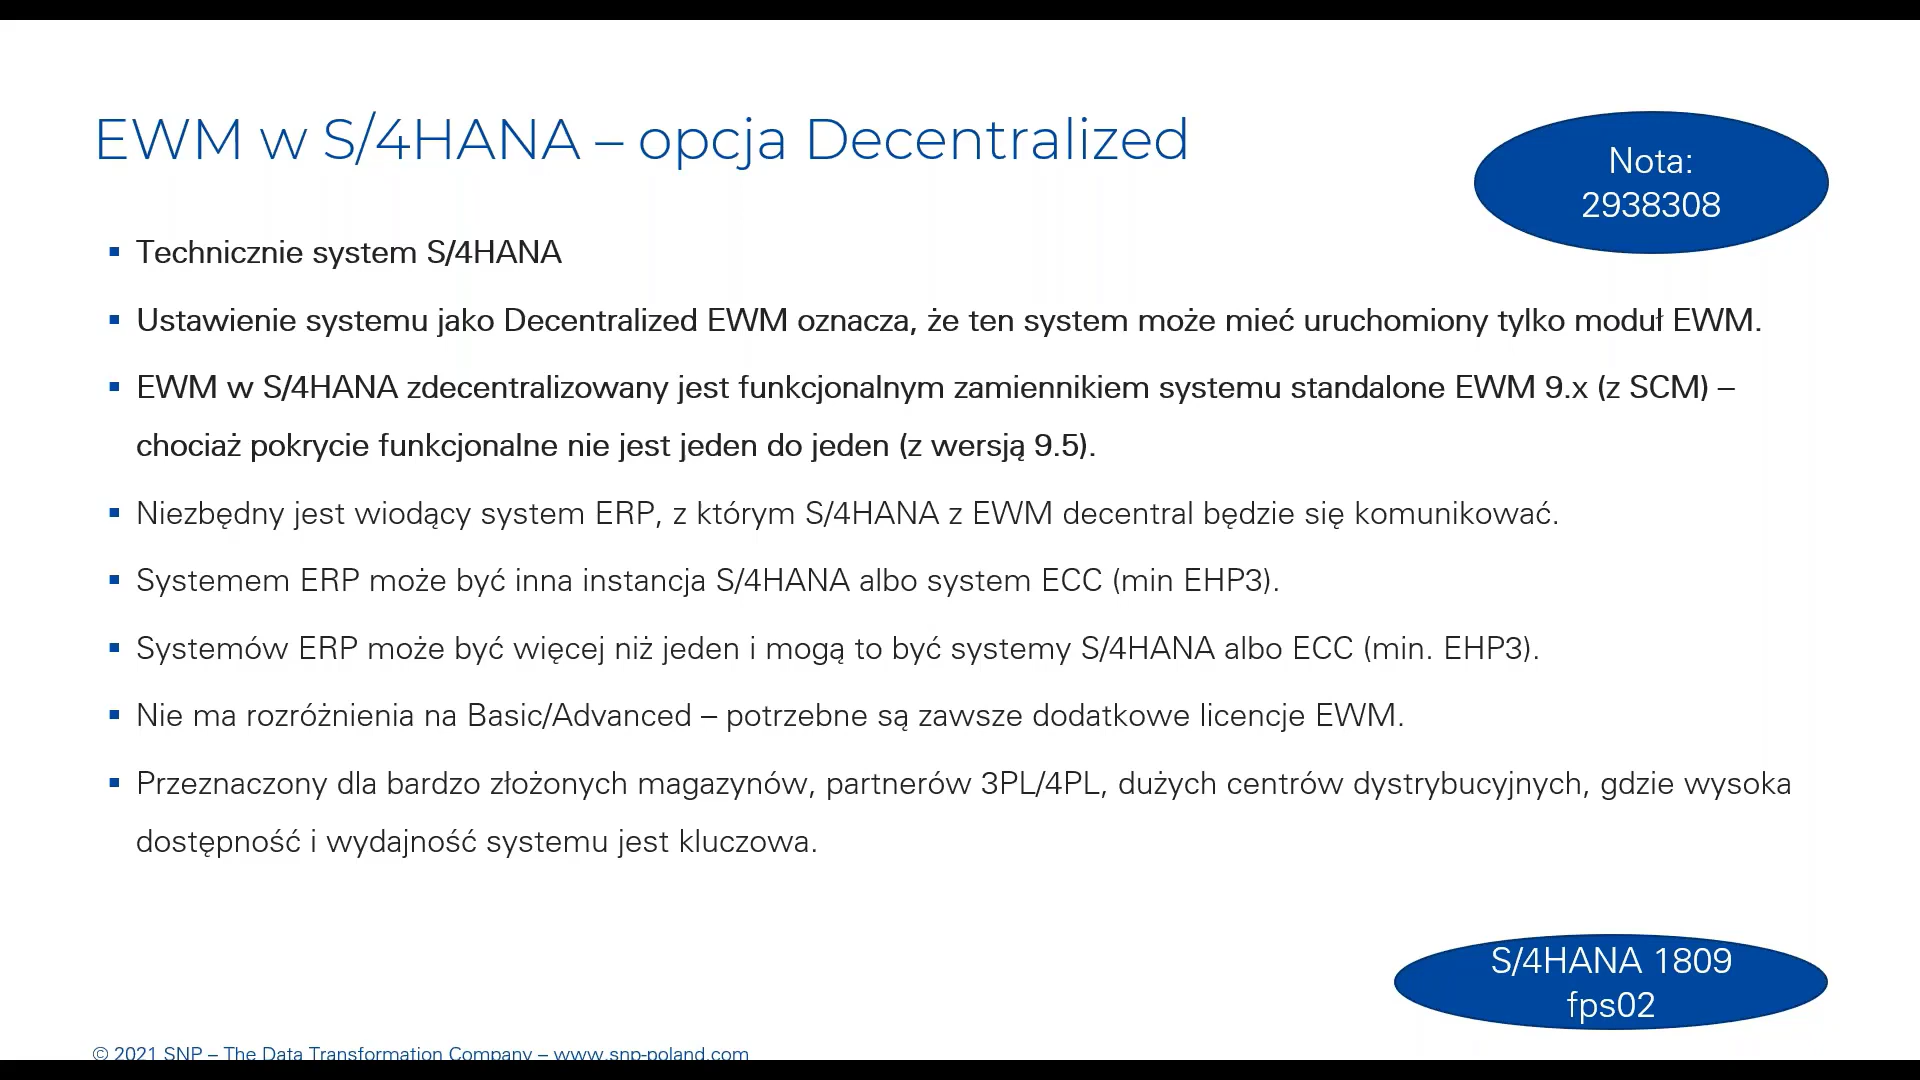 EWM w S/4HANA – opcja Decentralized
Nota:
2938308
▪ Technicznie system S/4HANA
▪ Ustawienie systemu jako Decentralized EWM oznacza, że ten system może mieć uruchomiony tylko moduł EWM.
▪ EWM w S/4HANA zdecentralizowany jest funkcjonalnym zamiennikiem systemu standalone EWM 9.x (z SCM) –
chociaż pokrycie funkcjonalne nie jest jeden do jeden (z wersją 9.5).
▪ Niezbędny jest wiodący system ERP, z którym S/4HANA z EWM decentral będzie się komunikować.
▪ Systemem ERP może być inna instancja S/4HANA albo system ECC (min EHP3).
▪ Systemów ERP może być więcej niż jeden i mogą to być systemy S/4HANA albo ECC (min. EHP3).
▪ Nie ma rozróżnienia na Basic/Advanced – potrzebne są zawsze dodatkowe licencje EWM.
▪ Przeznaczony dla bardzo złożonych magazynów, partnerów 3PL/4PL, dużych centrów dystrybucyjnych, gdzie wysoka
dostępność i wydajność systemu jest kluczowa.
S/4HANA 1809
fps02
© 2021 SNP – The Data Transformation Company – www.snp-poland.com